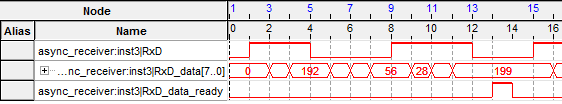 Node 1 3 5 7 9 11 13 15
Alias Name 0 2 4 6 8 10 12 14 16
async_receiver:inst3|RxD
...nc_receiver:inst3|RxD_data[7..0] 0 192 56 28 199
async_receiver:inst3|RxD_data_ready